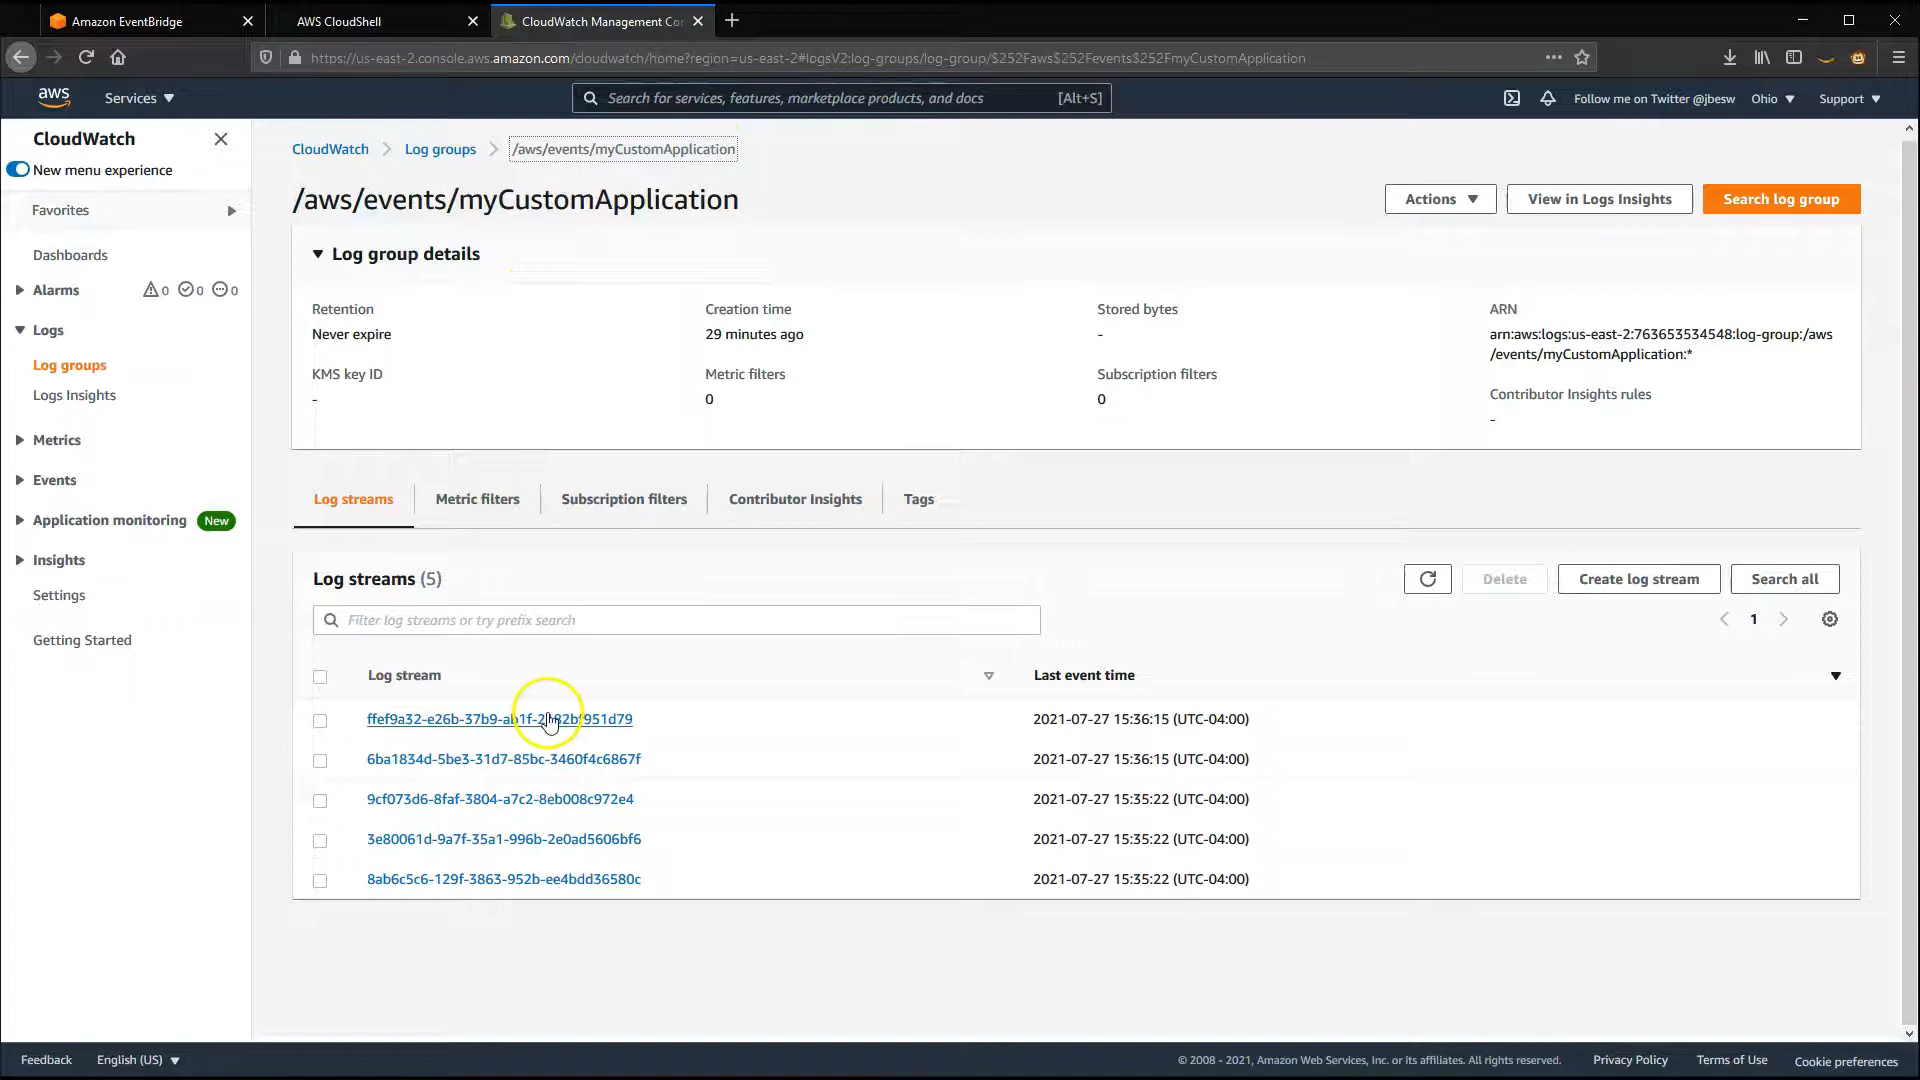 Amazon EventBridge
AWS CloudShell
CloudWatch Management Co
https://us-east-2.console.aws.amazon.com/cloudwatch/home?region=us-east-2#logsV2:log-groups/log-group/$252Faws$252Fevents$252FmyCustomApplication
aws
Services
Search for services, features, marketplace products, and docs
[Alt+S]
Follow me on Twitter @jbesw
Ohio
Support
CloudWatch
New menu experience
Favorites
Dashboards
Alarms
0
0
0
Logs
Log groups
Logs Insights
Metrics
Events
Application monitoring
New
Insights
Settings
Getting Started
CloudWatch
Log groups
/aws/events/myCustomApplication
/aws/events/myCustomApplication
Actions
View in Logs Insights
Search log group
Log group details
Retention
Never expire
KMS key ID
-
Creation time
29 minutes ago
Metric filters
0
Stored bytes
-
Subscription filters
0
ARN
arn:aws:logs:us-east-2:763653534548:log-group:/aws
/events/myCustomApplication:*
Contributor Insights rules
-
Log streams
Metric filters
Subscription filters
Contributor Insights
Tags
Log streams (5)
Delete
Create log stream
Search all
Filter log streams or try prefix search
1
Log stream
Last event time
2021-07-27 15:36:15 (UTC-04:00)
6ba1834d-5be3-31d7-85bc-3460f4c6867f
2021-07-27 15:36:15 (UTC-04:00)
9cf073d6-8faf-3804-a7c2-8eb008c972e4
2021-07-27 15:35:22 (UTC-04:00)
3e80061d-9a7f-35a1-996b-2e0ad5606bf6
2021-07-27 15:35:22 (UTC-04:00)
8ab6c5c6-129f-3863-952b-ee4bdd36580c
2021-07-27 15:35:22 (UTC-04:00)
Feedback
English (US)
© 2008 - 2021, Amazon Web Services, Inc. or its affiliates. All rights reserved.
Privacy Policy
Terms of Use
Cookie preferences